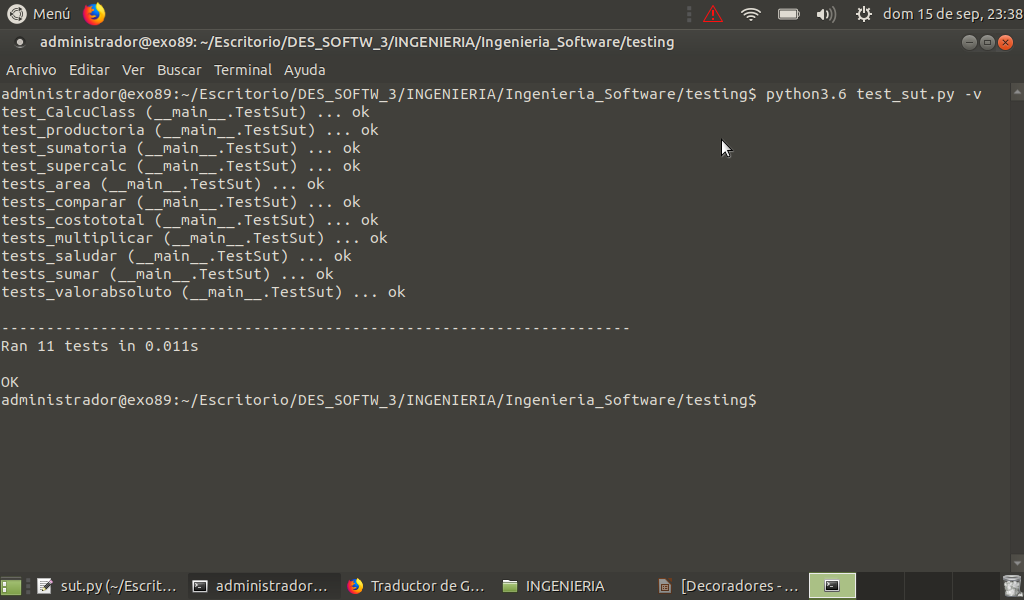 Menú dom 15 de sep, 23:38
administrador@exo89: ~/Escritorio/DES_SOFTW_3/INGENIERIA/Ingenieria_Software/testing
Archivo Editar Ver Buscar Terminal Ayuda
administrador@exo89:~/Escritorio/DES_SOFTW_3/INGENIERIA/Ingenieria_Software/testing$ python3.6 test_sut.py -v
test_CalcuClass (__main__.TestSut) ... ok
test_productoria (__main__.TestSut) ... ok
test_sumatoria (__main__.TestSut) ... ok
test_supercalc (__main__.TestSut) ... ok
tests_area (__main__.TestSut) ... ok
tests_comparar (__main__.TestSut) ... ok
tests_costototal (__main__.TestSut) ... ok
tests_multiplicar (__main__.TestSut) ... ok
tests_saludar (__main__.TestSut) ... ok
tests_sumar (__main__.TestSut) ... ok
tests_valorabsoluto (__main__.TestSut) ... ok
----------------------------------------------------------------------
Ran 11 tests in 0.011s
OK
administrador@exo89:~/Escritorio/DES_SOFTW_3/INGENIERIA/Ingenieria_Software/testing$
sut.py (~/Escrit... administrador... Traductor de G... INGENIERIA [Decoradores - ...